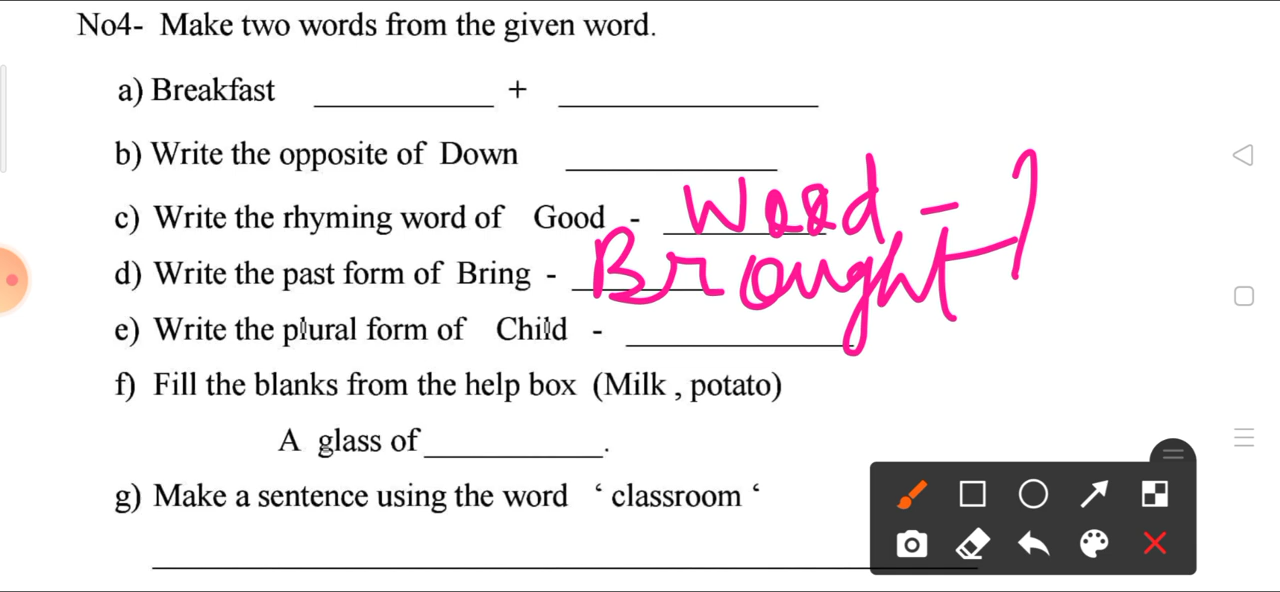 No4- Make two words from the given word.
a) Breakfast ____________ + ____________
b) Write the opposite of Down ____________
c) Write the rhyming word of Good - Wood -
d) Write the past form of Bring - Brought
e) Write the plural form of Child - ____________
f) Fill the blanks from the help box (Milk , potato)
A glass of____________.
g) Make a sentence using the word ‘ classroom ‘